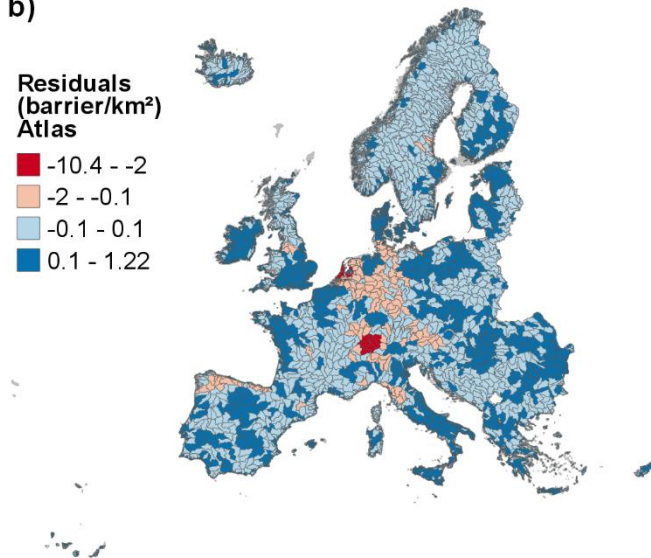 b)
Residuals
(barrier/km²)
Atlas
-10.4 - -2
-2 - -0.1
-0.1 - 0.1
0.1 - 1.22